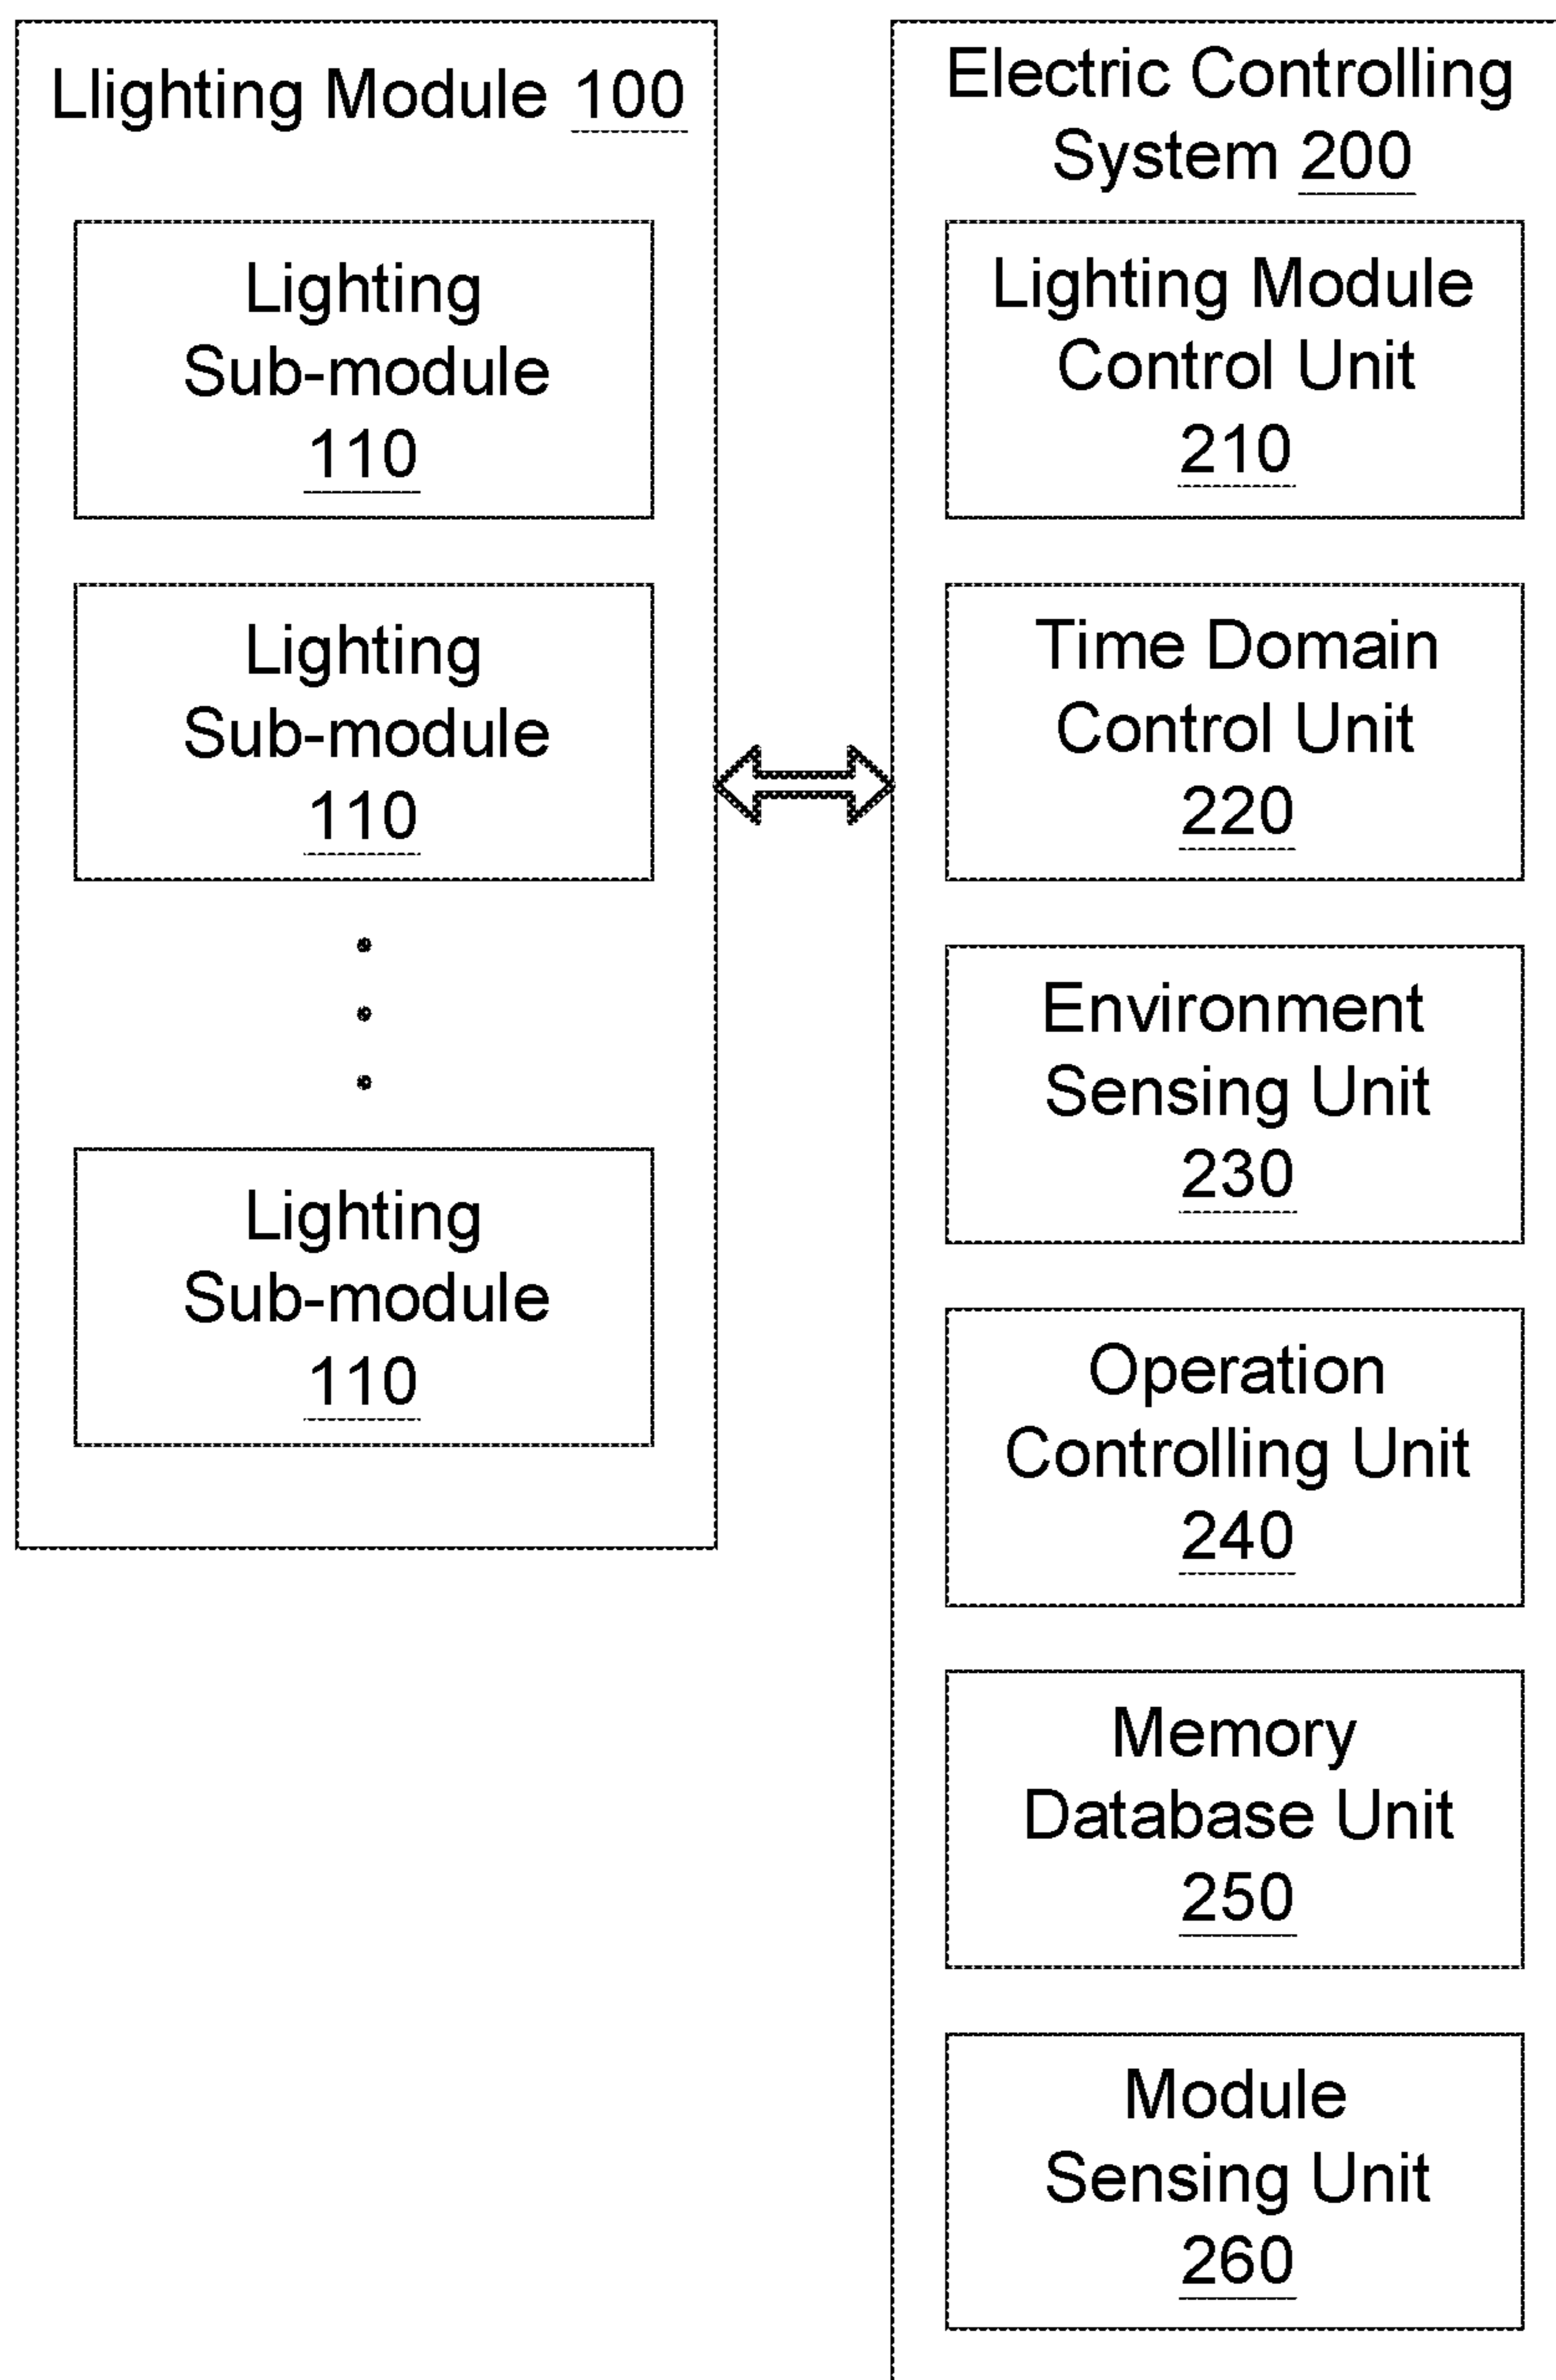 Llighting Module 100
Lighting
Sub-module
110
Lighting
Sub-module
110
Lighting
Sub-module
110
Electric Controlling
System 200
Lighting Module
Control Unit
210
Time Domain
Control Unit
220
Environment
Sensing Unit
230
Operation
Controlling Unit
240
Memory
Database Unit
250
Module
Sensing Unit
260